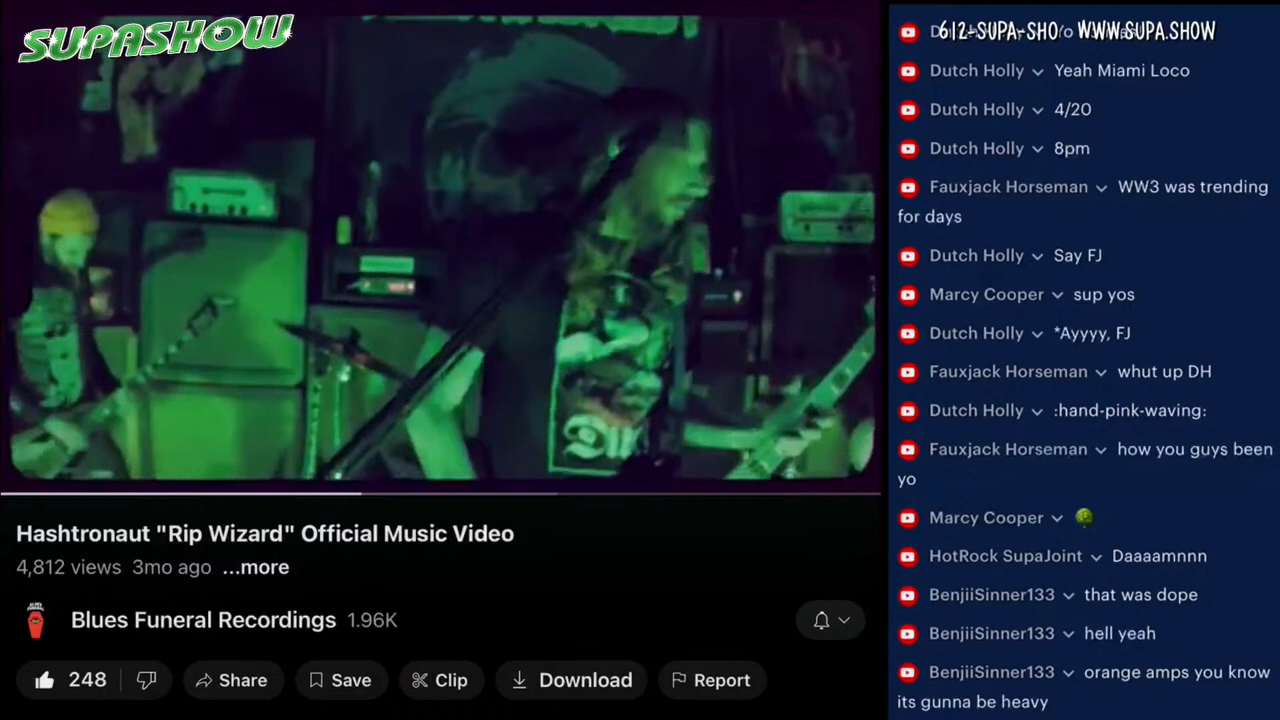 SUPASHOW
612-SUPA-SHO WWW.SUPA.SHOW
Dutch Holly Yeah Miami Loco
Dutch Holly 4/20
Dutch Holly 8pm
Fauxjack Horseman WW3 was trending
for days
Dutch Holly Say FJ
Marcy Cooper sup yos
Dutch Holly *Ayyyy, FJ
Fauxjack Horseman whut up DH
Dutch Holly :hand-pink-waving:
Fauxjack Horseman how you guys been
yo
Marcy Cooper
HotRock SupaJoint Daaaamnnn
BenjiiSinner133 that was dope
BenjiiSinner133 hell yeah
BenjiiSinner133 orange amps you know
its gunna be heavy
Hashtronaut "Rip Wizard" Official Music Video
4,812 views 3mo ago ...more
Blues Funeral Recordings 1.96K
248 Share Save Clip Download Report